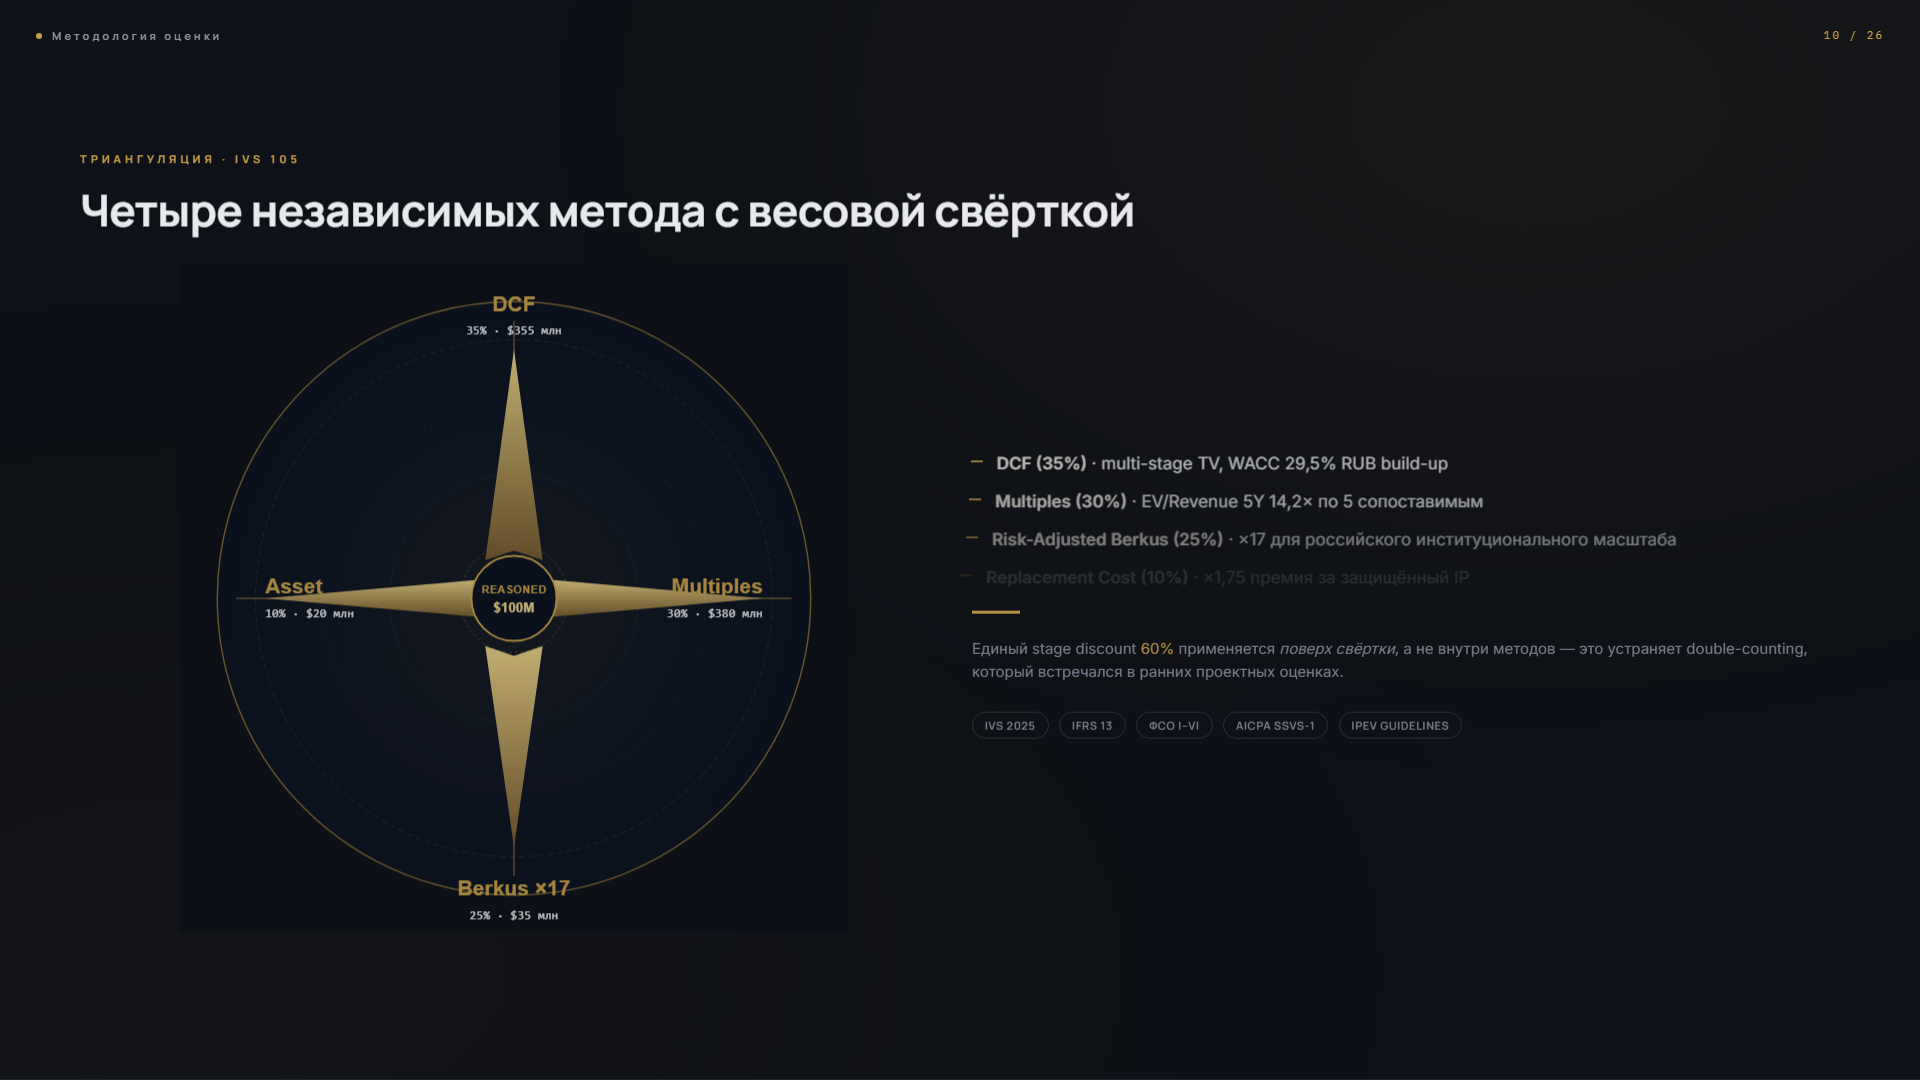 Методология оценки
10 / 26
ТРИАНГУЛЯЦИЯ · IVS 105
Четыре независимых метода с весовой свёрткой
DCF
35% · $355 млн
Asset
10% · $20 млн
REASONED
$100M
Multiples
30% · $380 млн
Berkus ×17
25% · $35 млн
— DCF (35%) · multi-stage TV, WACC 29,5% RUB build-up
— Multiples (30%) · EV/Revenue 5Y 14,2× по 5 сопоставимым
— Risk-Adjusted Berkus (25%) · ×17 для российского институционального масштаба
— Replacement Cost (10%) · ×1,75 премия за защищённый IP
Единый stage discount 60% применяется поверх свёртки, а не внутри методов — это устраняет double-counting,
который встречался в ранних проектных оценках.
IVS 2025
IFRS 13
ФСО I–VI
AICPA SSVS-1
IPEV GUIDELINES